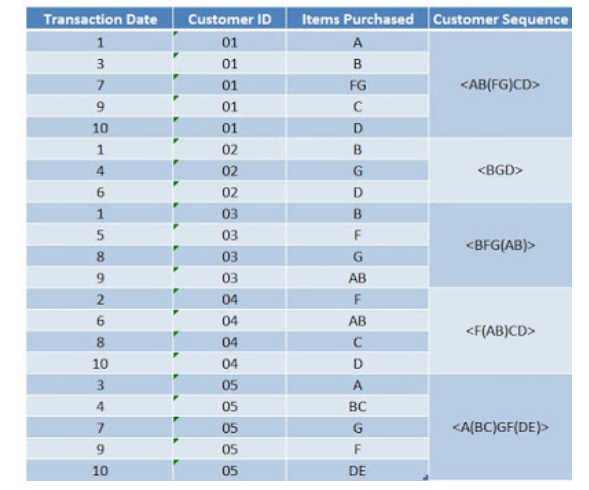 Transaction Date Customer ID Items Purchased Customer Sequence
1 01 A
3 01 B
7 01 FG <AB(FG)CD>
9 01 C
10 01 D
1 02 B
4 02 G <BGD>
6 02 D
1 03 B
5 03 F
<BFG(AB)>
8 03 G
9 03 AB
2 04 F
6 04 AB
<F(AB)CD>
8 04 C
10 04 D
3 05 A
4 05 BC
7 05 G <A(BC)GF(DE)>
9 05 F
10 05 DE